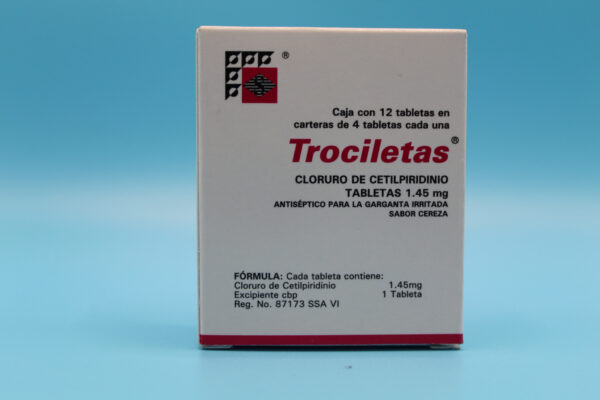 ppp
p
p
®
Caja con 12 tabletas en
carteras de 4 tabletas cada una
Trociletas®
CLORURO DE CETILPIRIDINIO
TABLETAS 1.45 mg
ANTISÉPTICO PARA LA GARGANTA IRRITADA
SABOR CEREZA
FÓRMULA: Cada tableta contiene:
Cloruro de Cetilpiridinio 1.45mg
Excipiente cbp 1 Tableta
Reg. No. 87173 SSA VI